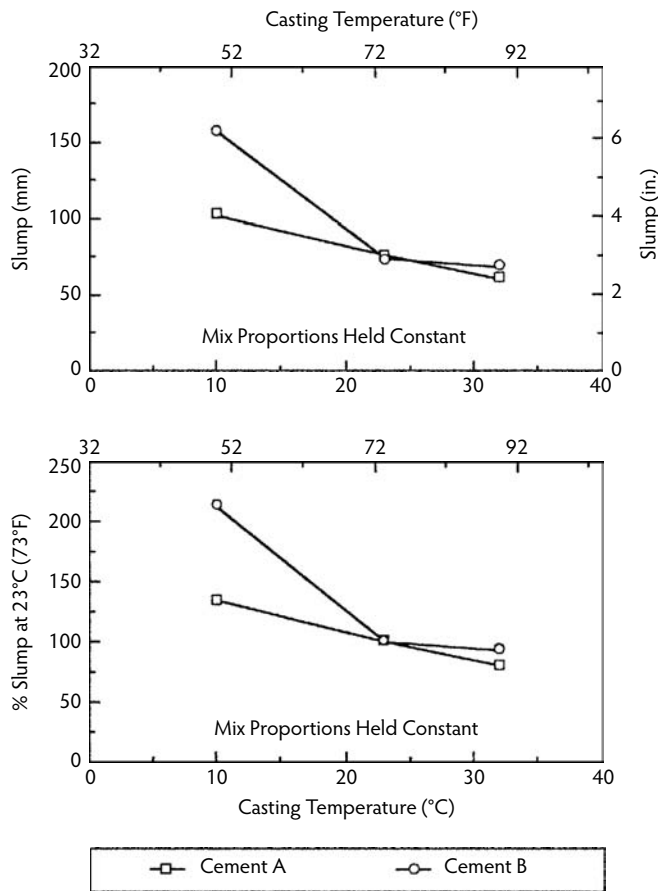 Casting Temperature (°F)
32 52 72 92
200
150
100
50
0
Slump (mm)
6
4
2
0
Slump (in.)
Mix Proportions Held Constant
0 10 20 30 40
32 52 72 92
250
200
150
100
50
0
% Slump at 23°C (73°F)
Mix Proportions Held Constant
0 10 20 30 40
Casting Temperature (°C)
Cement A Cement B